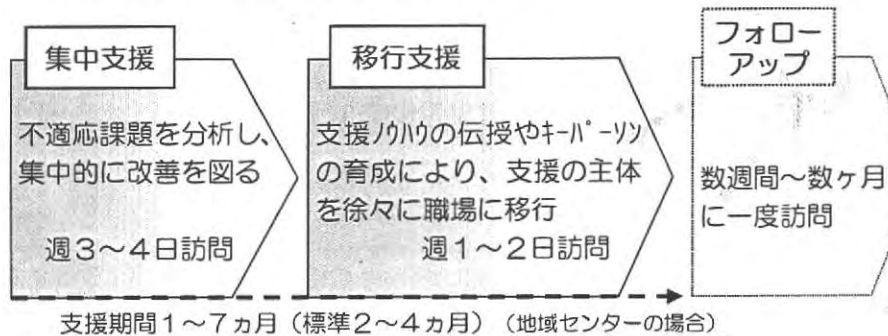 集中支援
不適応課題を分析し、
集中的に改善を図る
週３～４日訪問
移行支援
支援ﾉｳﾊｳの伝授やｷｰﾊﾟｰｿﾝ
の育成により、支援の主体
を徐々に職場に移行
週１～２日訪問
フォロー
アップ
数週間～数ヶ月
に一度訪問
支援期間１～７ヵ月（標準２～４ヵ月）（地域センターの場合）